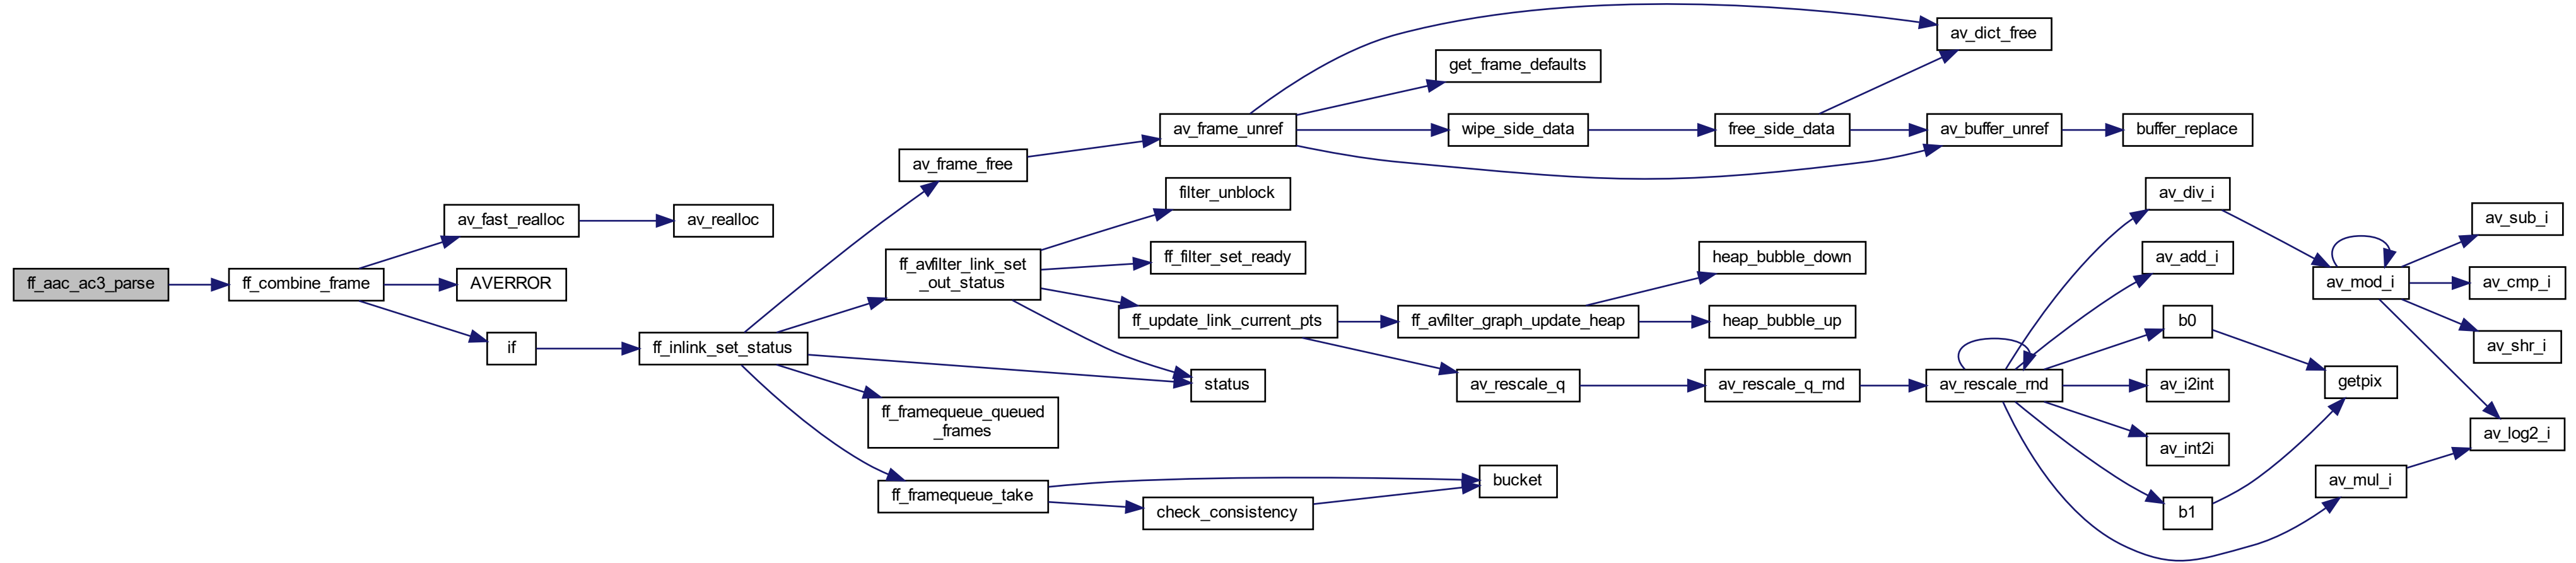 ff_aac_ac3_parse
ff_combine_frame
av_fast_realloc
AVERROR
if
av_realloc
ff_inlink_set_status
av_frame_free
ff_avfilter_link_set
_out_status
status
ff_framequeue_queued
_frames
ff_framequeue_take
av_frame_unref
filter_unblock
ff_filter_set_ready
ff_update_link_current_pts
check_consistency
bucket
get_frame_defaults
wipe_side_data
ff_avfilter_graph_update_heap
av_rescale_q
free_side_data
heap_bubble_down
heap_bubble_up
av_rescale_q_rnd
av_dict_free
av_buffer_unref
av_rescale_rnd
buffer_replace
av_div_i
av_add_i
b0
av_i2int
av_int2i
b1
av_mod_i
getpix
av_mul_i
av_sub_i
av_cmp_i
av_shr_i
av_log2_i